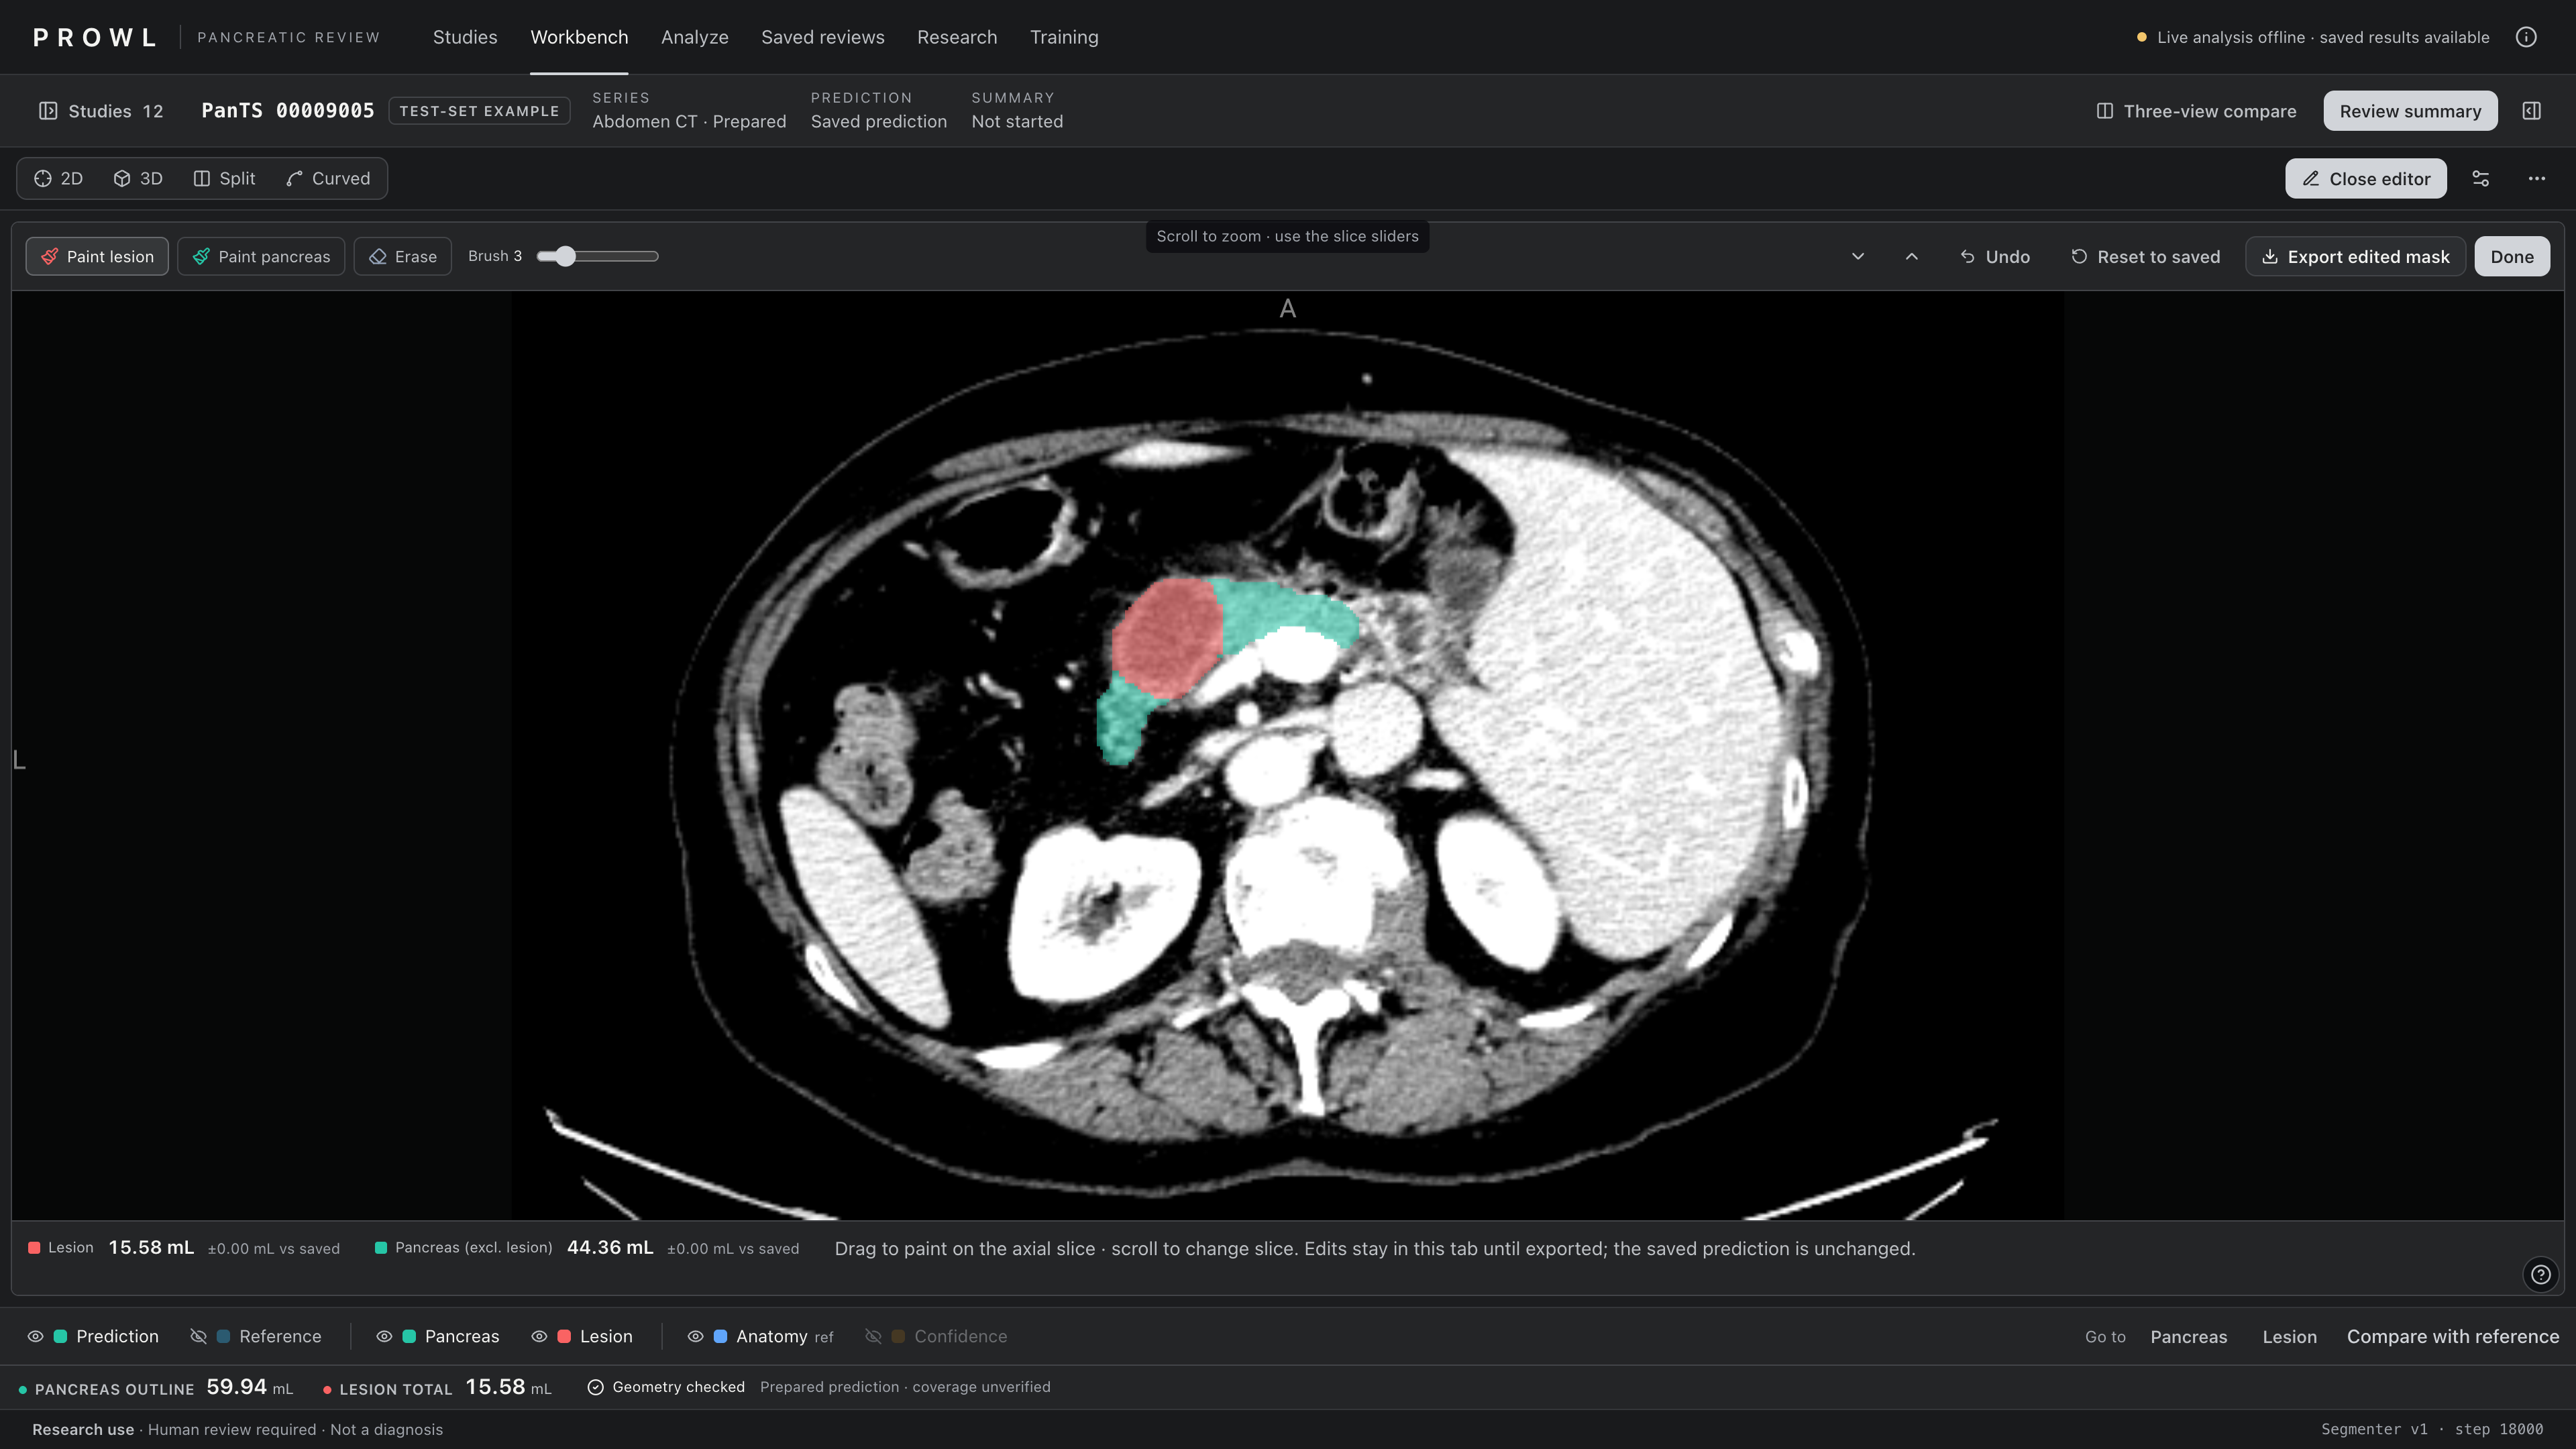 PROWL PANCREATIC REVIEW Studies Workbench Analyze Saved reviews Research Training Live analysis offline · saved results available
Studies 12 PanTS 00009005 TEST-SET EXAMPLE SERIES PREDICTION SUMMARY Three-view compare Review summary
Abdomen CT · Prepared Saved prediction Not started
2D 3D Split Curved Close editor
Scroll to zoom · use the slice sliders
Paint lesion Paint pancreas Erase Brush 3 Undo Reset to saved Export edited mask Done
A
L
Lesion 15.58 mL ±0.00 mL vs saved Pancreas (excl. lesion) 44.36 mL ±0.00 mL vs saved Drag to paint on the axial slice · scroll to change slice. Edits stay in this tab until exported; the saved prediction is unchanged.
Prediction Reference Pancreas Lesion Anatomy ref Confidence Go to Pancreas Lesion Compare with reference
PANCREAS OUTLINE 59.94 mL LESION TOTAL 15.58 mL Geometry checked Prepared prediction · coverage unverified
Research use · Human review required · Not a diagnosis Segmenter v1 · step 18000